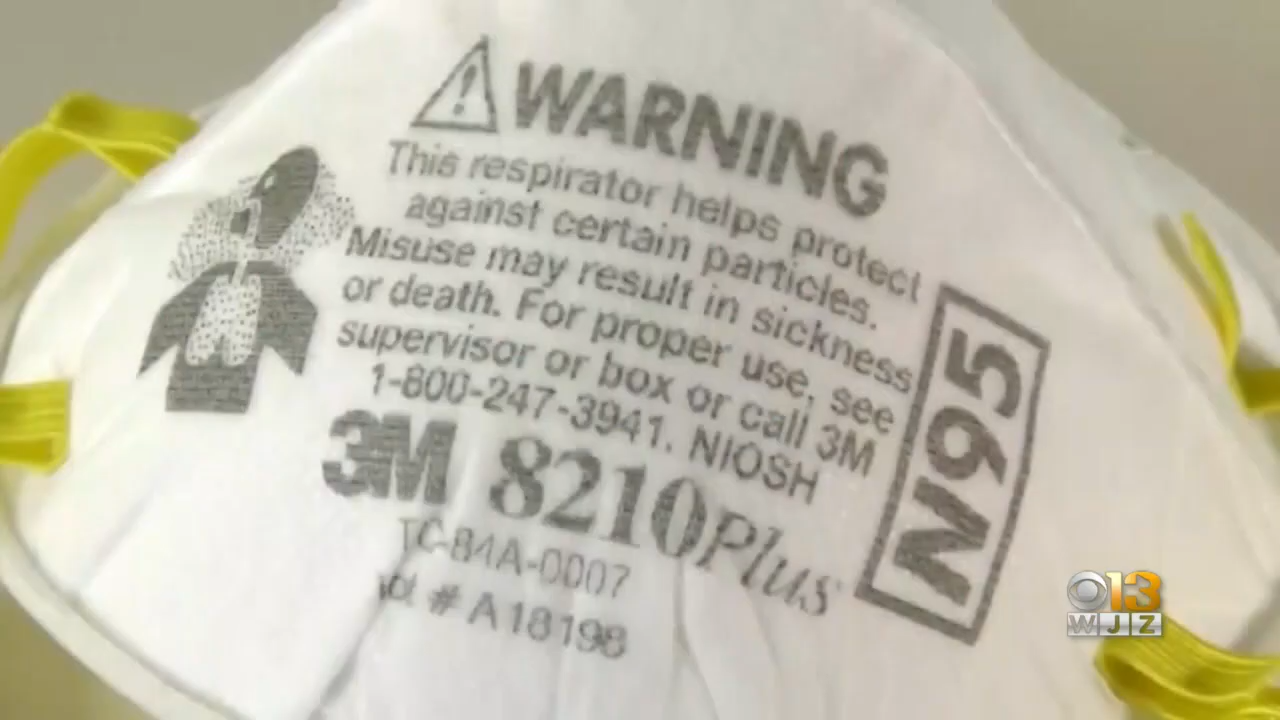 WARNING
This respirator helps protect
against certain particles.
Misuse may result in sickness
or death. For proper use, see
supervisor or box or call 3M
1-800-247-3941. NIOSH
3M 8210Plus
TC-84A-0007
# A18198
N95
13
WJZ